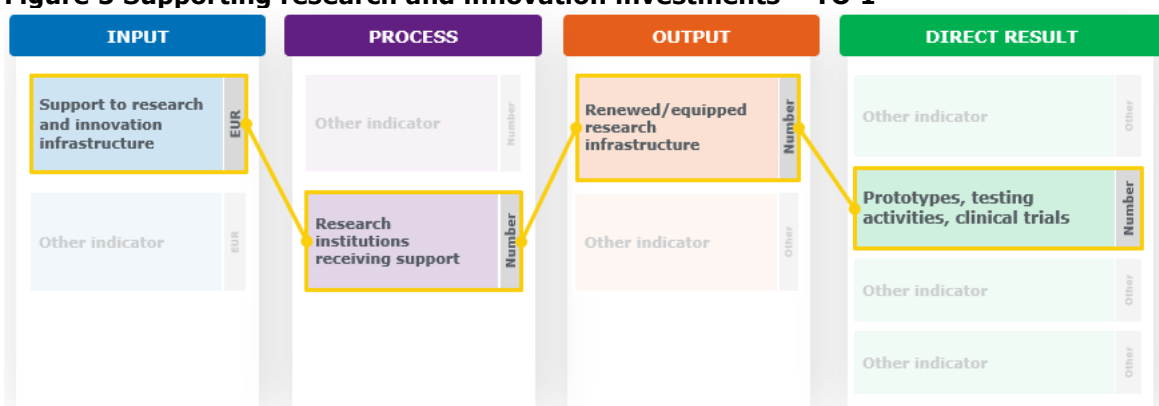 Figure 5 Supporting research and innovation investments – TO 1
INPUT
Support to research
and innovation
infrastructure
EUR
Other indicator
EUR
PROCESS
Other indicator
Number
Research
institutions
receiving support
Number
OUTPUT
Renewed/equipped
research
infrastructure
Number
Other indicator
Other
DIRECT RESULT
Other indicator
Other
Prototypes, testing
activities, clinical trials
Number
Other indicator
Other
Other indicator
Other